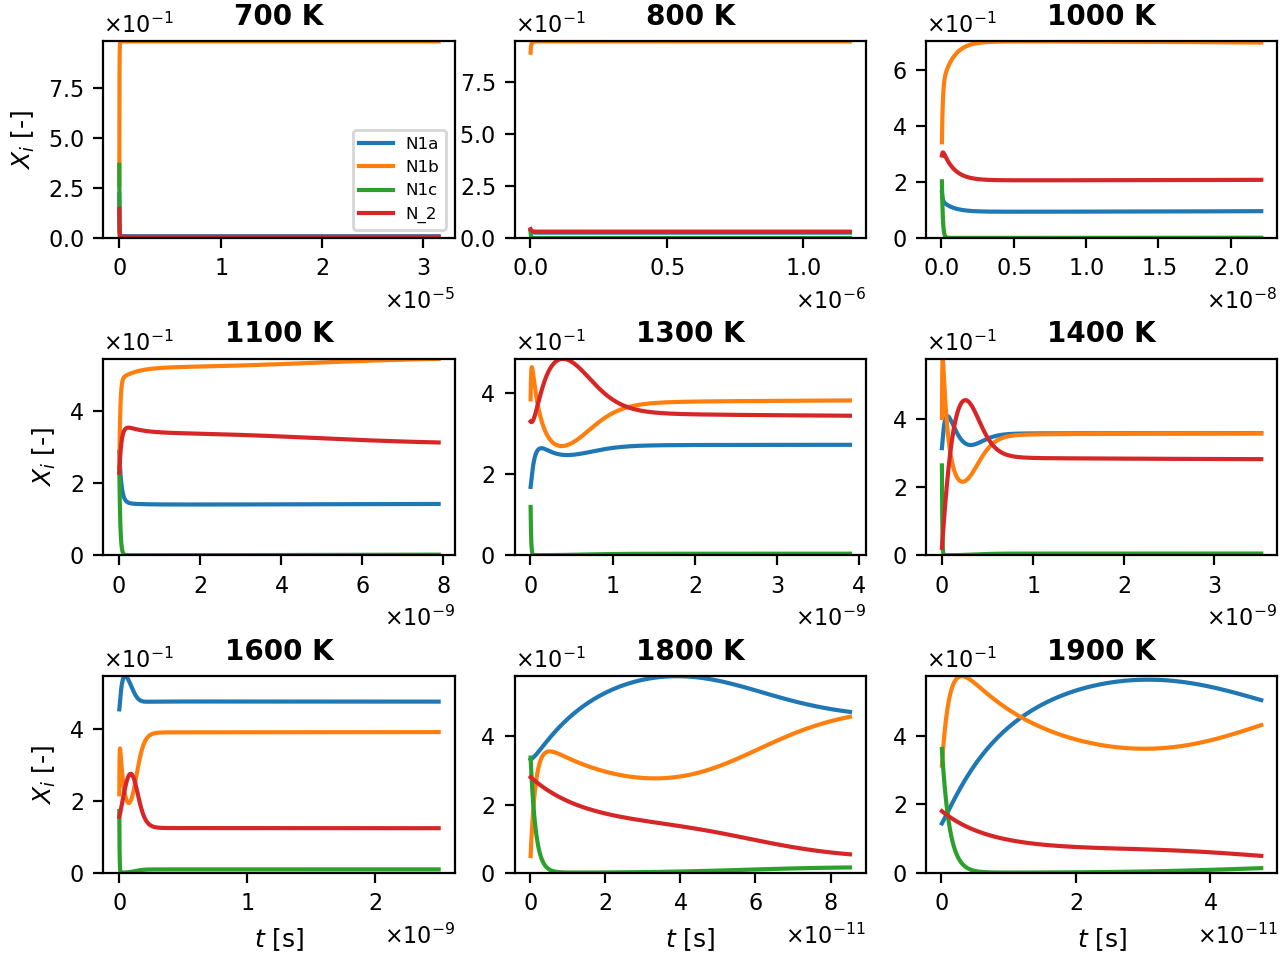 700 K
800 K
1000 K
×10⁻¹
×10⁻¹
×10⁻¹
X_i [-]
7.5
5.0
2.5
0.0
N1a
N1b
N1c
N_2
0 1 2 3
×10⁻⁵
7.5
5.0
2.5
0.0
0.0 0.5 1.0
×10⁻⁶
6
4
2
0
0.0 0.5 1.0 1.5 2.0
×10⁻⁸
1100 K
1300 K
1400 K
×10⁻¹
×10⁻¹
×10⁻¹
X_i [-]
4
2
0
0 2 4 6 8
×10⁻⁹
4
2
0
0 1 2 3 4
×10⁻⁹
4
2
0
0 1 2 3
×10⁻⁹
1600 K
1800 K
1900 K
×10⁻¹
×10⁻¹
×10⁻¹
X_i [-]
4
2
0
0 1 2
t [s]
×10⁻⁹
4
2
0
0 2 4 6 8
t [s]
×10⁻¹¹
4
2
0
0 2 4
t [s]
×10⁻¹¹